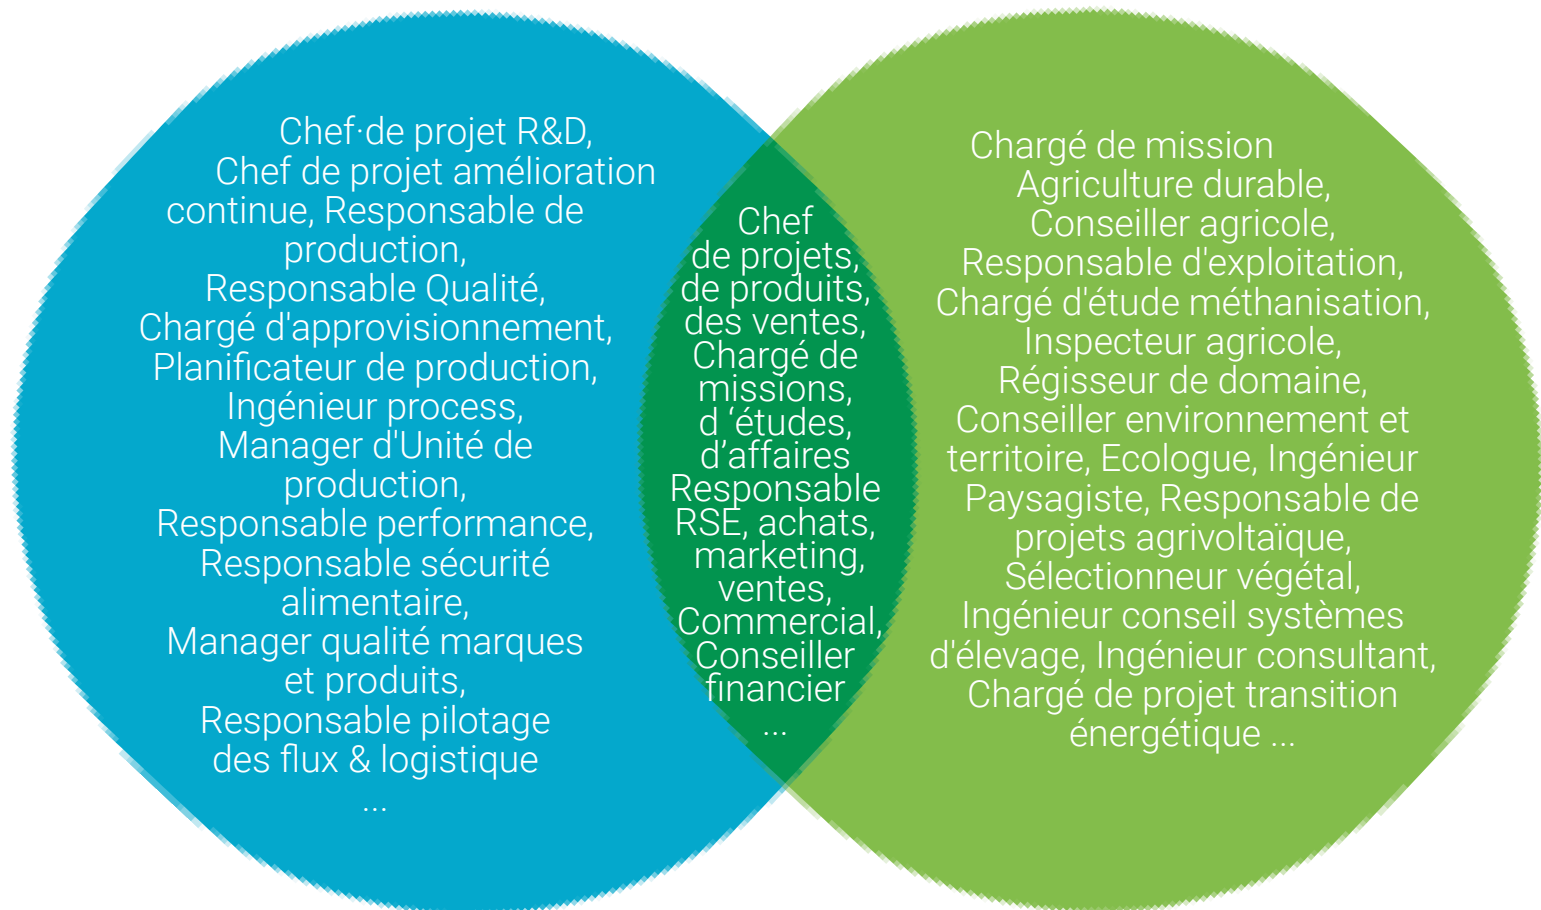 Chef·de projet R&D,
Chef de projet amélioration
continue, Responsable de
production,
Responsable Qualité,
Chargé d'approvisionnement,
Planificateur de production,
Ingénieur process,
Manager d'Unité de
production,
Responsable performance,
Responsable sécurité
alimentaire,
Manager qualité marques
et produits,
Responsable pilotage
des flux & logistique
...
Chef
de projets,
de produits,
des ventes,
Chargé de
missions,
d ‘études,
d’affaires
Responsable
RSE, achats,
marketing,
ventes,
Commercial,
Conseiller
financier
...
Chargé de mission
Agriculture durable,
Conseiller agricole,
Responsable d'exploitation,
Chargé d'étude méthanisation,
Inspecteur agricole,
Régisseur de domaine,
Conseiller environnement et
territoire, Ecologue, Ingénieur
Paysagiste, Responsable de
projets agrivoltaïque,
Sélectionneur végétal,
Ingénieur conseil systèmes
d'élevage, Ingénieur consultant,
Chargé de projet transition
énergétique ...